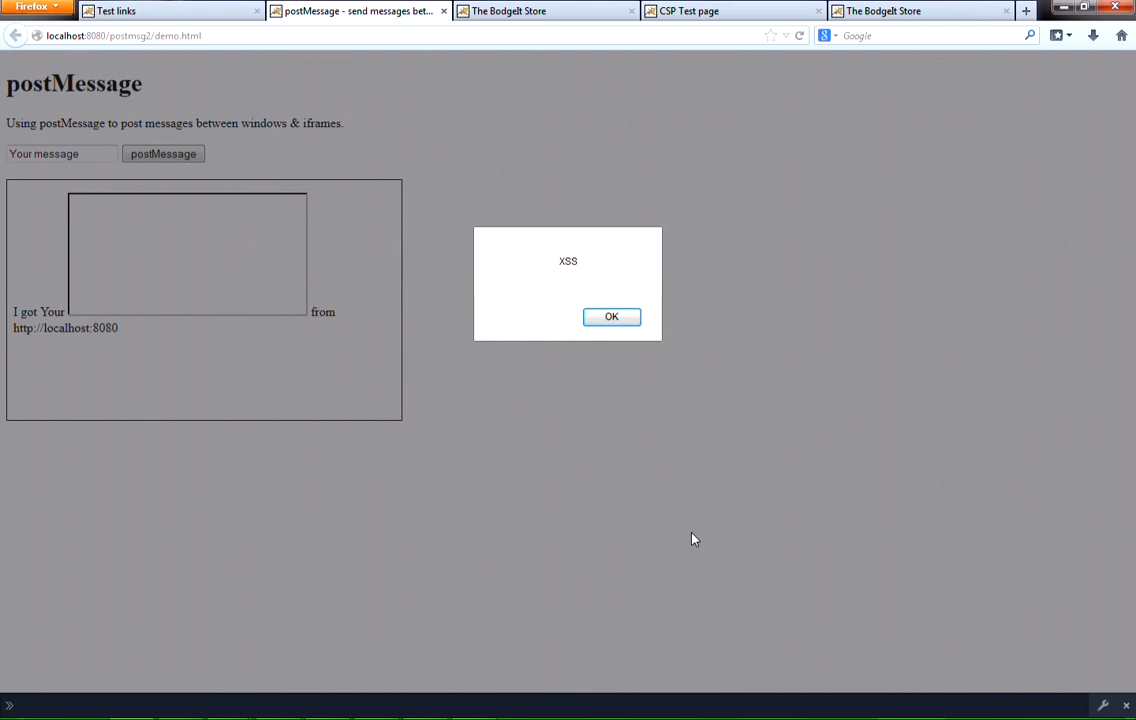 Firefox
Test links
postMessage - send messages bet...
The BodgeIt Store
CSP Test page
The BodgeIt Store
localhost:8080/postmsg2/demo.html
Google
postMessage
Using postMessage to post messages between windows & iframes.
Your message
postMessage
I got Your from
http://localhost:8080
XSS
OK